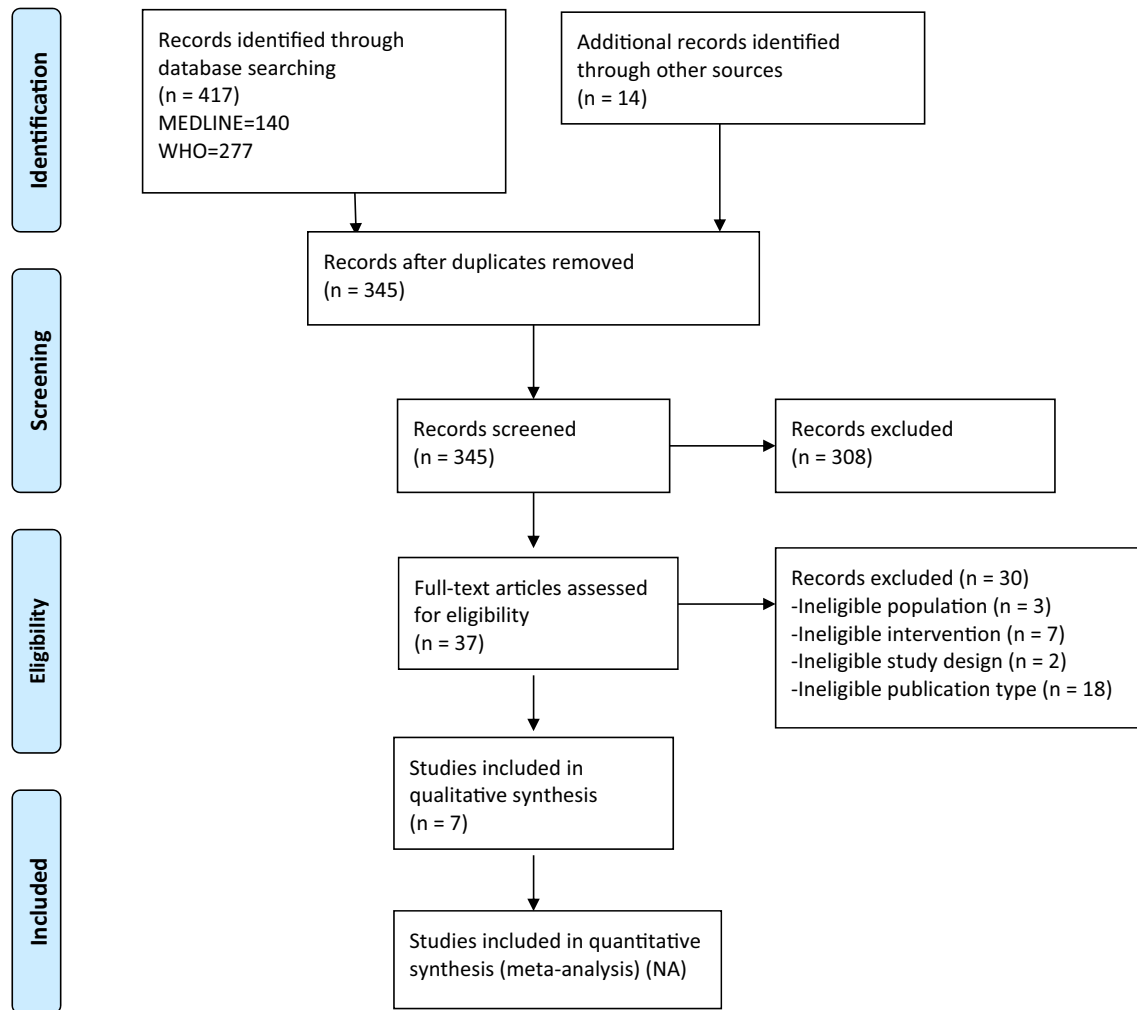 Identification
Records identified through
database searching
(n = 417)
MEDLINE=140
WHO=277
Additional records identified
through other sources
(n = 14)
Records after duplicates removed
(n = 345)
Screening
Records screened
(n = 345)
Records excluded
(n = 308)
Eligibility
Full-text articles assessed
for eligibility
(n = 37)
Records excluded (n = 30)
-Ineligible population (n = 3)
-Ineligible intervention (n = 7)
-Ineligible study design (n = 2)
-Ineligible publication type (n = 18)
Studies included in
qualitative synthesis
(n = 7)
Included
Studies included in quantitative
synthesis (meta-analysis) (NA)